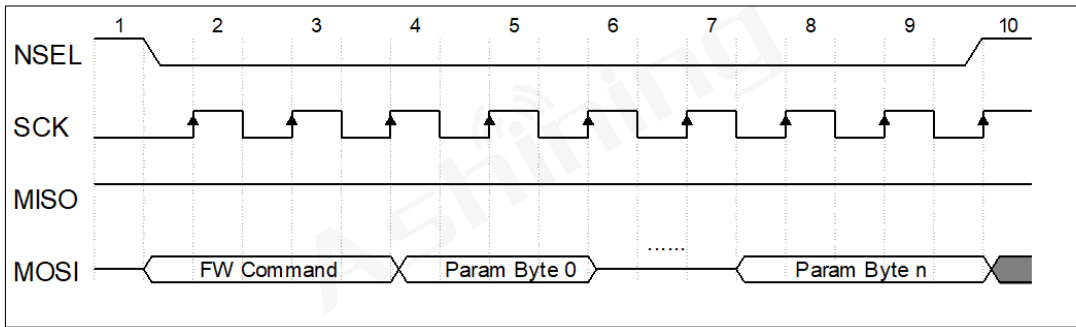 1 2 3 4 5 6 7 8 9 10
NSEL
SCK
MISO
MOSI FW Command Param Byte 0 ...... Param Byte n
Ashining